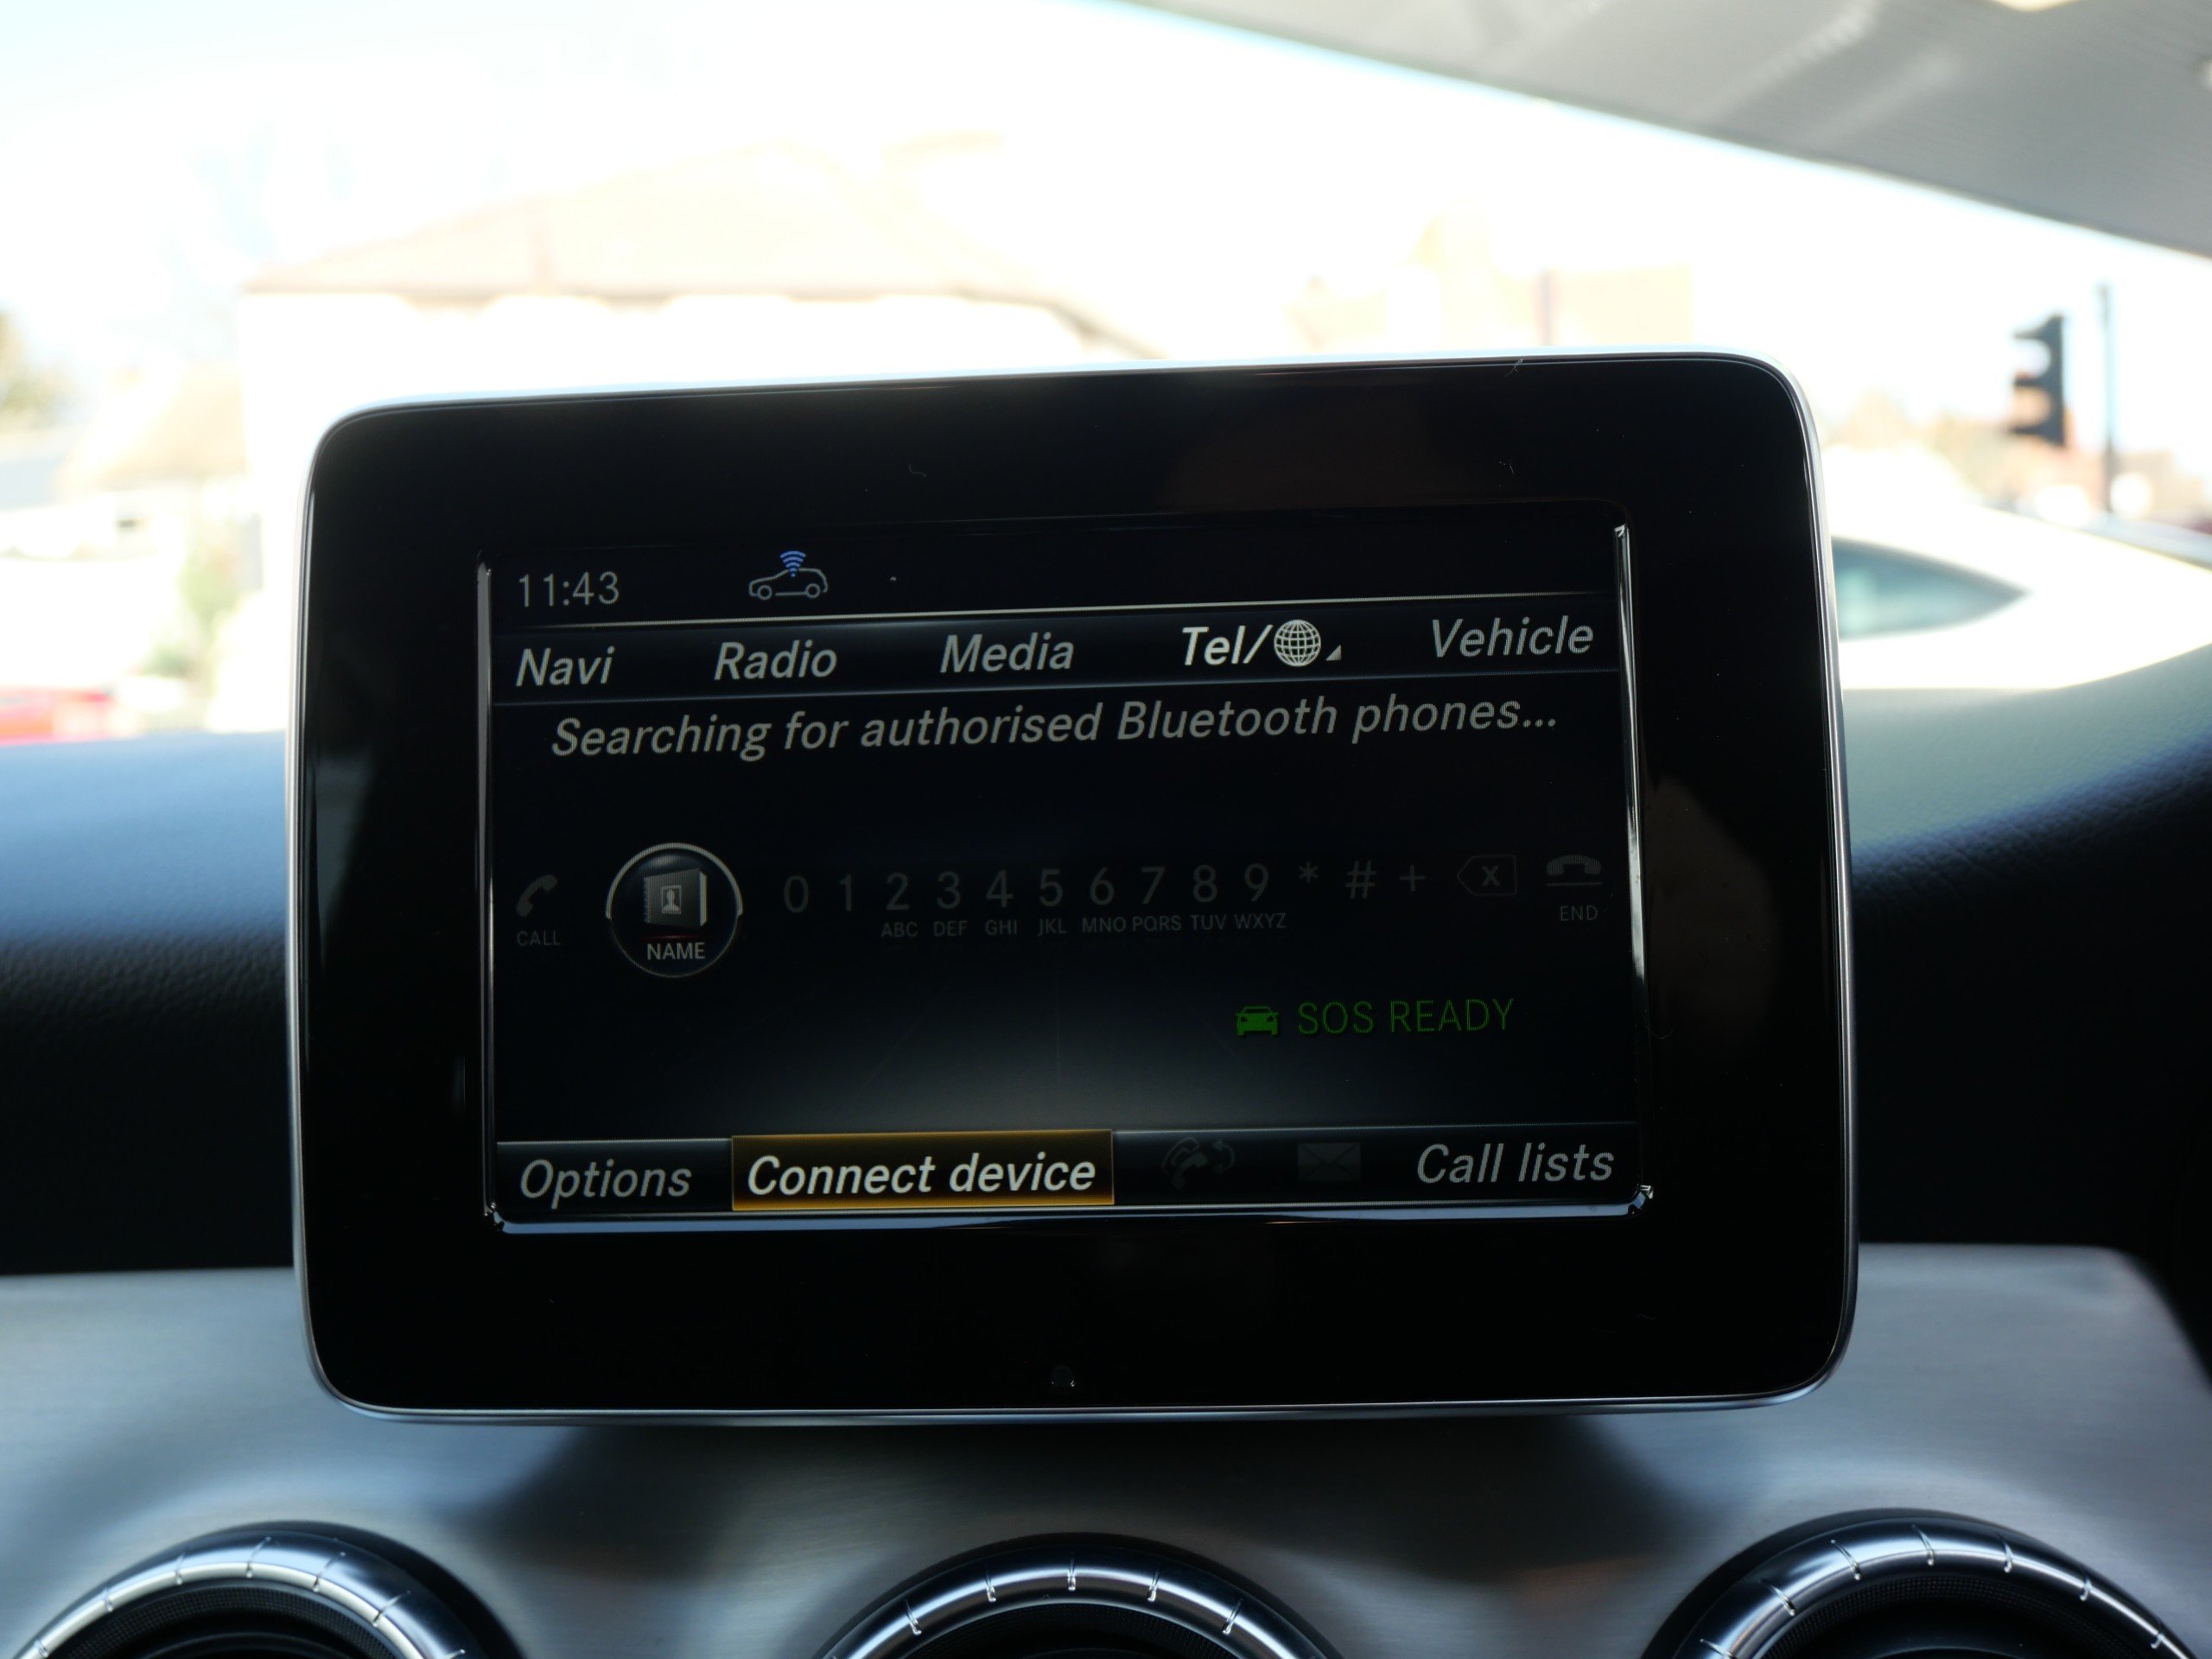 11:43
Navi Radio Media Tel/ Vehicle
Searching for authorised Bluetooth phones...
0 1 2 3 4 5 6 7 8 9 * # + X
CALL NAME ABC DEF GHI JKL MNO PQRS TUV WXYZ END
SOS READY
Options Connect device Call lists